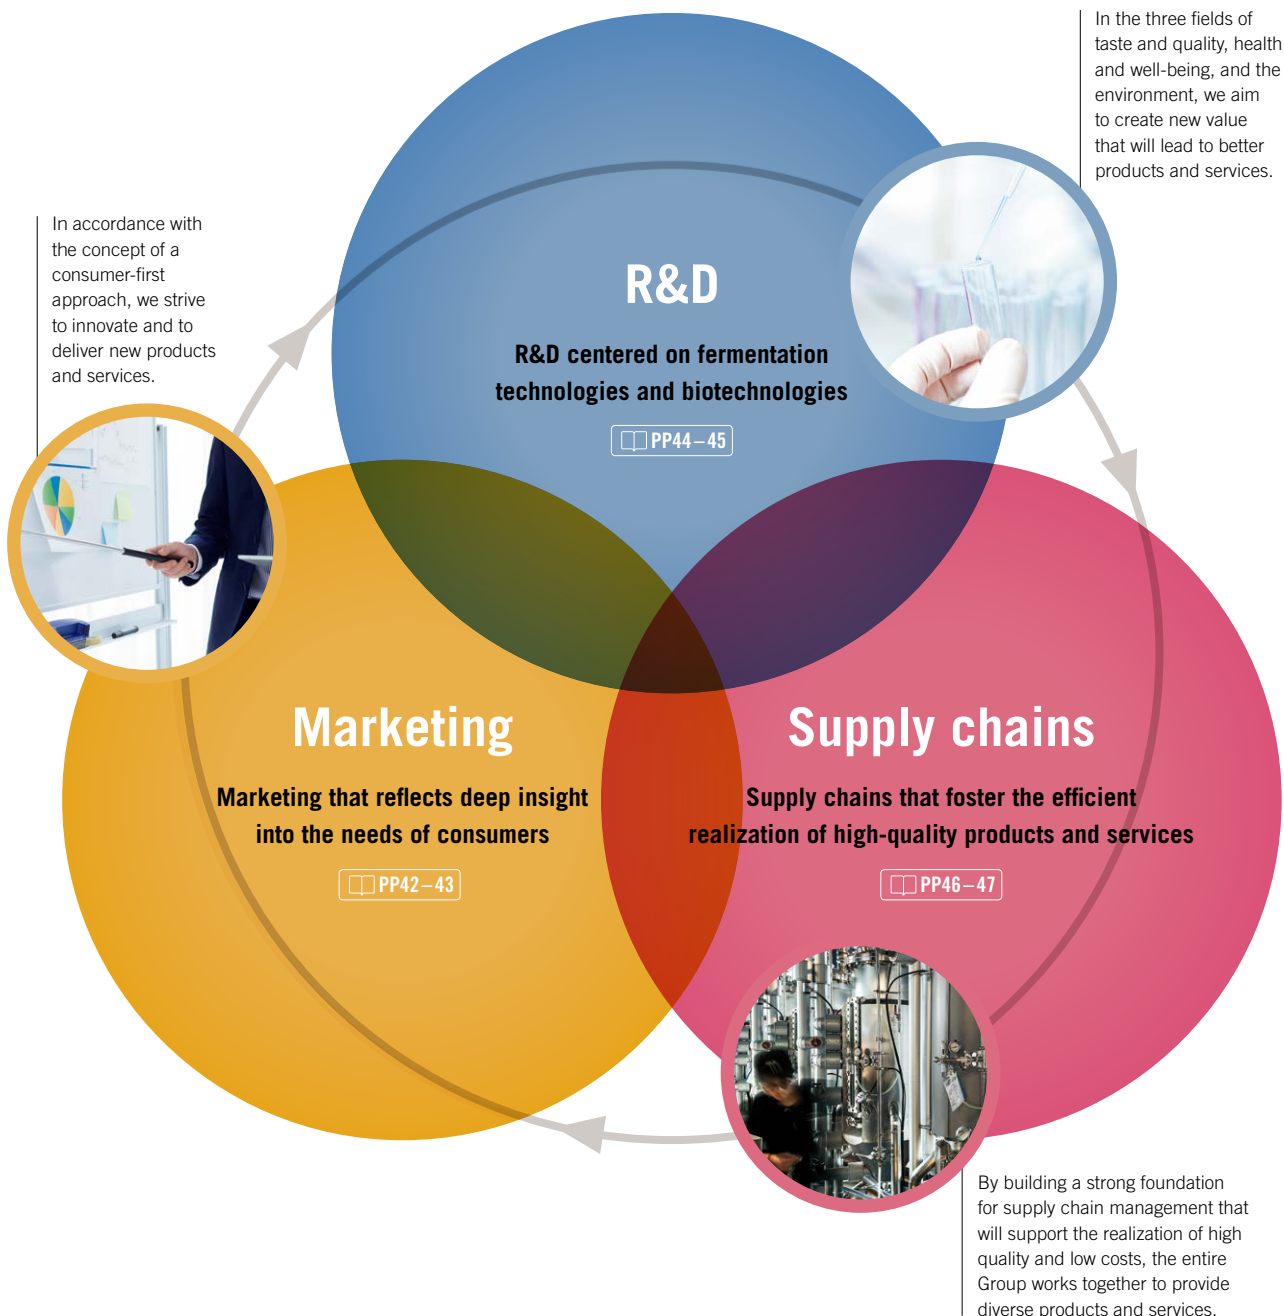 In the three fields of
taste and quality, health
and well-being, and the
environment, we aim
to create new value
that will lead to better
products and services.
In accordance with
the concept of a
consumer-first
approach, we strive
to innovate and to
deliver new products
and services.
R&D
R&D centered on fermentation
technologies and biotechnologies
PP44–45
Marketing
Marketing that reflects deep insight
into the needs of consumers
PP42–43
Supply chains
Supply chains that foster the efficient
realization of high-quality products and services
PP46–47
By building a strong foundation
for supply chain management that
will support the realization of high
quality and low costs, the entire
Group works together to provide
diverse products and services.